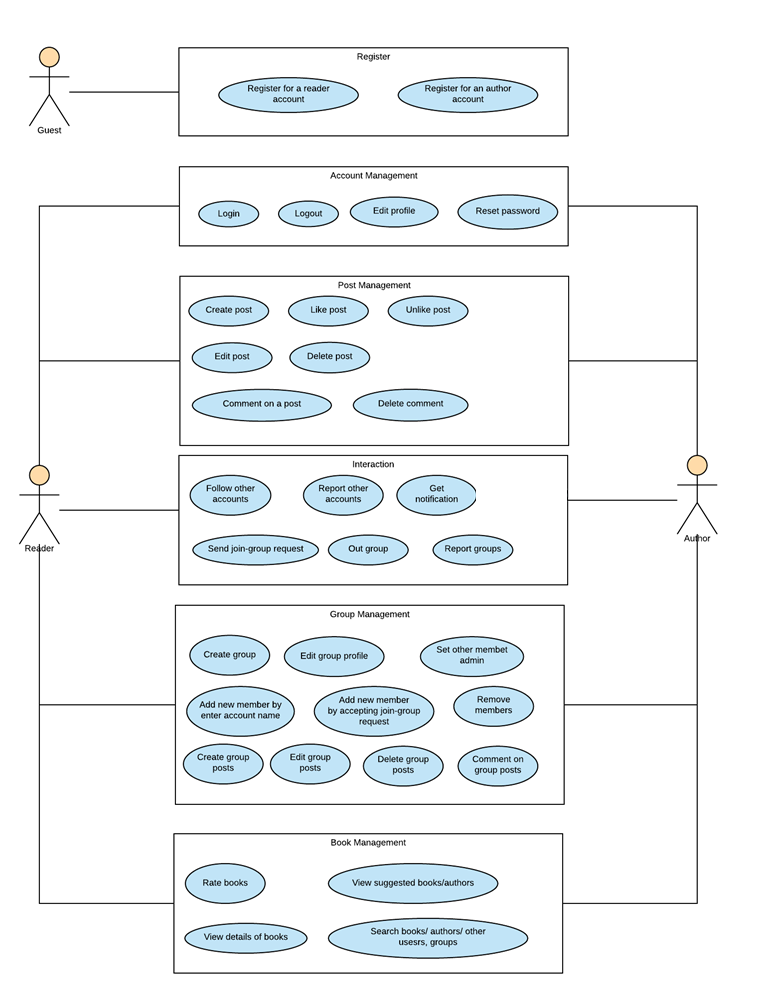 Register
Register for a reader
account
Register for an author
account
Guest
Account Management
Login
Logout
Edit profile
Reset password
Post Management
Create post
Like post
Unlike post
Edit post
Delete post
Comment on a post
Delete comment
Interaction
Follow other
accounts
Report other
accounts
Get
notification
Send join-group request
Out group
Report groups
Reader
Author
Group Management
Create group
Edit group profile
Set other membet
admin
Add new member by
enter account name
Add new member
by accepting join-group
request
Remove
members
Create group
posts
Edit group
posts
Delete group
posts
Comment on
group posts
Book Management
Rate books
View suggested books/authors
View details of books
Search books/ authors/ other
usesrs, groups